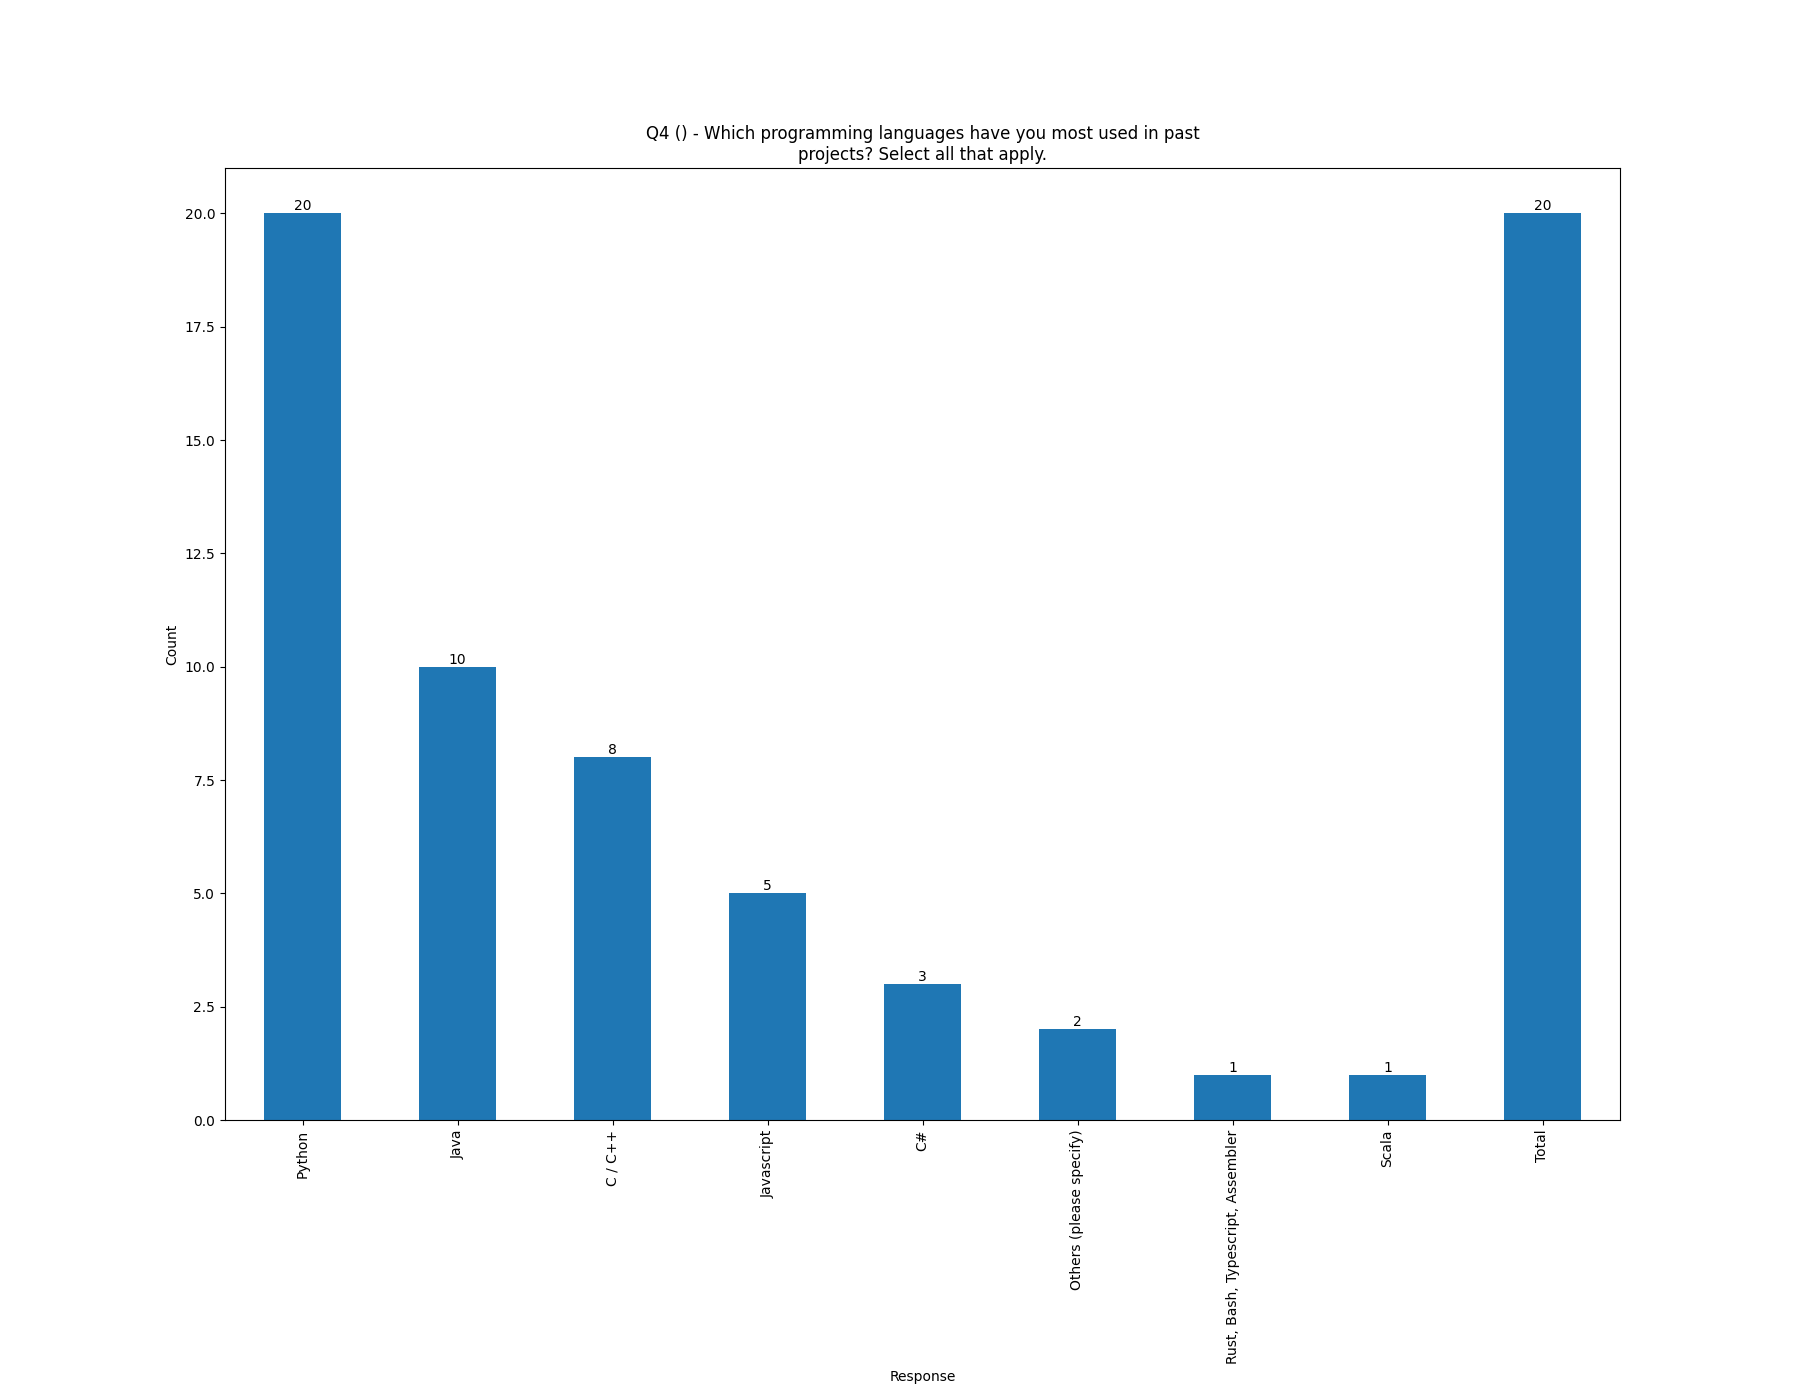 Q4 () - Which programming languages have you most used in past
projects? Select all that apply.
Count
20.0
17.5
15.0
12.5
10.0
7.5
5.0
2.5
0.0
20
10
8
5
3
2
1
1
20
Python
Java
C / C++
Javascript
C#
Others (please specify)
Rust, Bash, Typescript, Assembler
Scala
Total
Response